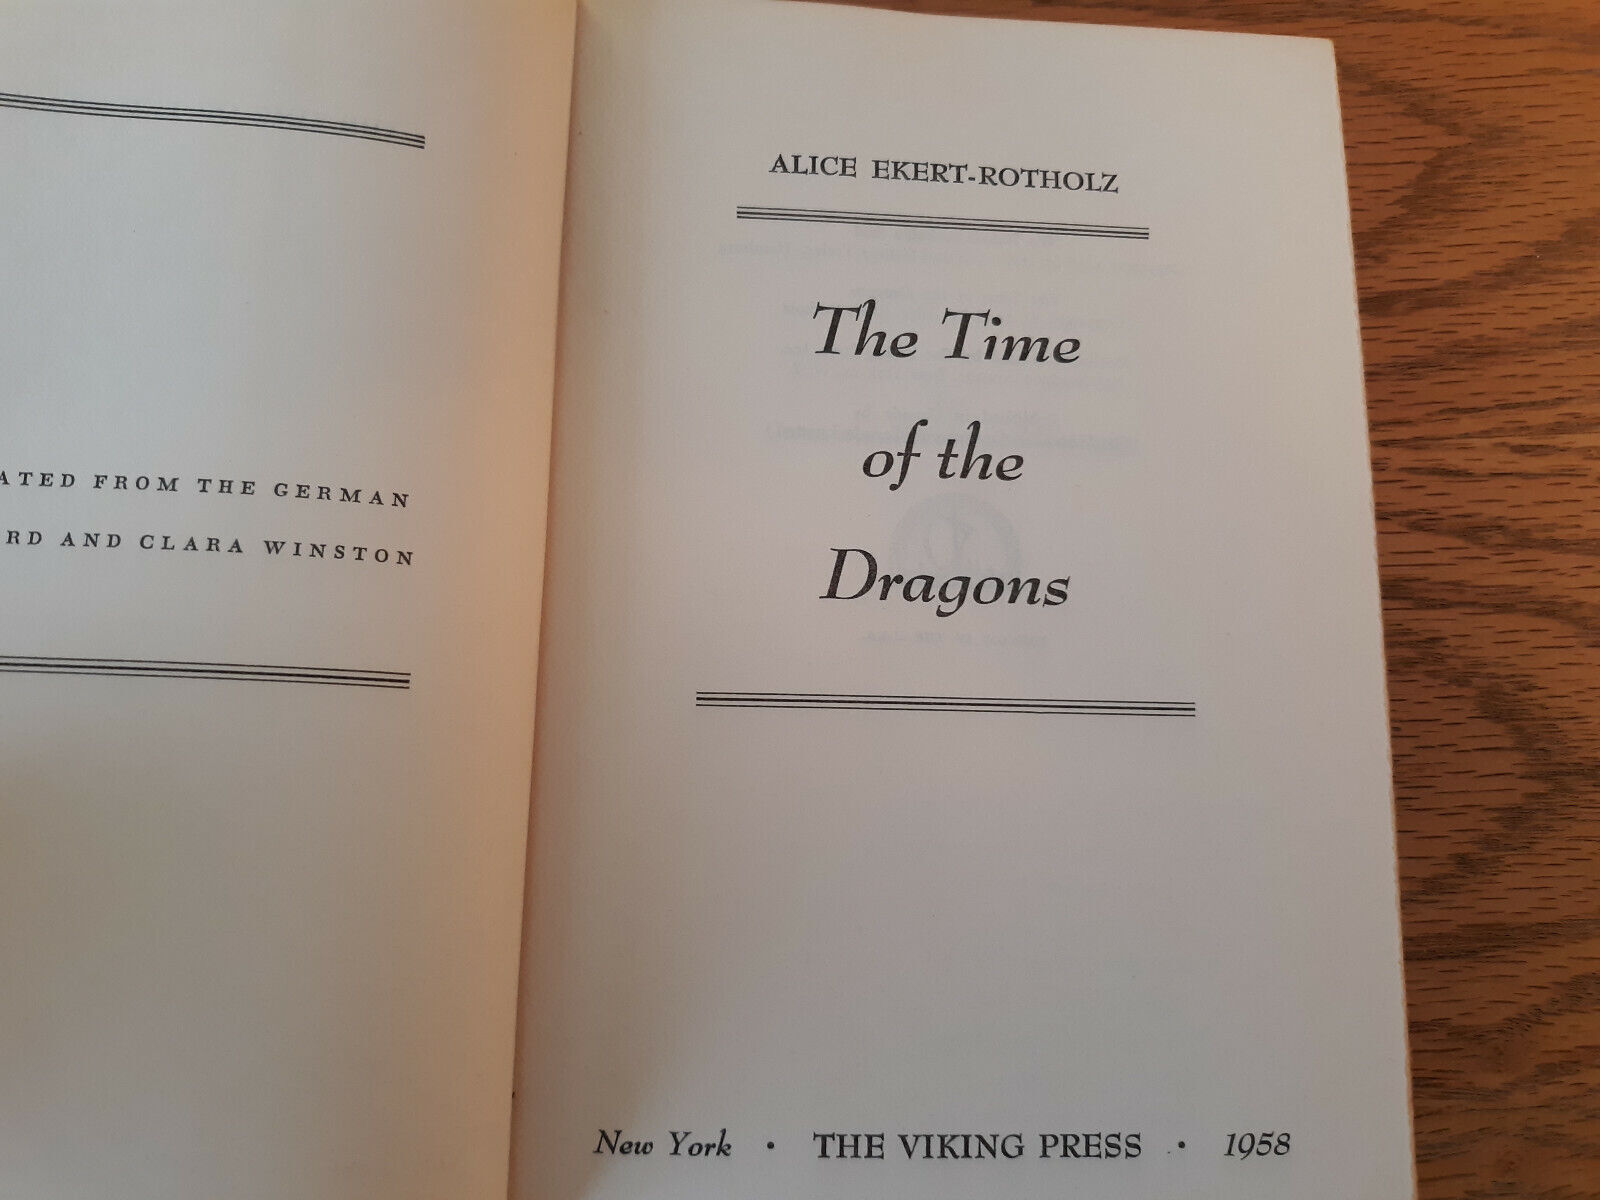 ATED FROM THE GERMAN
RD AND CLARA WINSTON
ALICE EKERT-ROTHOLZ
The Time
of the
Dragons
New York · THE VIKING PRESS · 1958